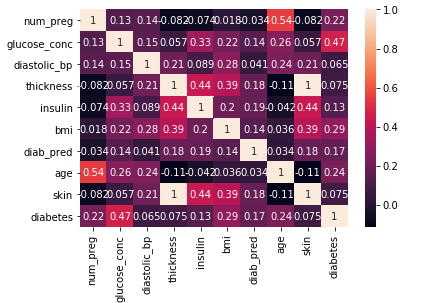 num_preg 1 0.13 0.14 -0.082 -0.074 0.018 -0.034 0.54 -0.082 0.22
glucose_conc 0.13 1 0.15 0.057 0.33 0.22 0.14 0.26 0.057 0.47
diastolic_bp 0.14 0.15 1 0.21 0.089 0.28 0.041 0.24 0.21 0.065
thickness -0.082 0.057 0.21 1 0.44 0.39 0.18 -0.11 1 0.075
insulin -0.074 0.33 0.089 0.44 1 0.2 0.19 -0.042 0.44 0.13
bmi 0.018 0.22 0.28 0.39 0.2 1 0.14 0.036 0.39 0.29
diab_pred -0.034 0.14 0.041 0.18 0.19 0.14 1 0.034 0.18 0.17
age 0.54 0.26 0.24 -0.11 -0.042 0.036 0.034 1 -0.11 0.24
skin -0.082 0.057 0.21 1 0.44 0.39 0.18 -0.11 1 0.075
diabetes 0.22 0.47 0.065 0.075 0.13 0.29 0.17 0.24 0.075 1
num_preg
glucose_conc
diastolic_bp
thickness
insulin
bmi
diab_pred
age
skin
diabetes
1.0
0.8
0.6
0.4
0.2
0.0